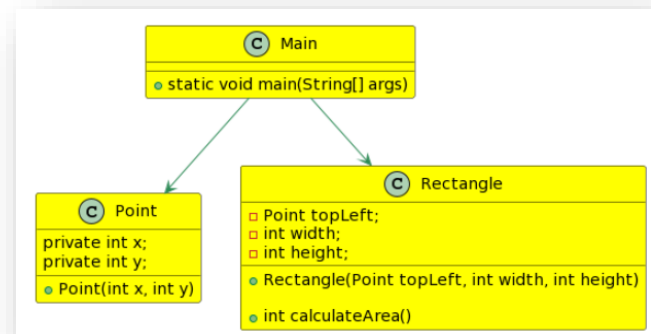 C Main
static void main(String[] args)
C Point
private int x;
private int y;
Point(int x, int y)
C Rectangle
Point topLeft;
int width;
int height;
Rectangle(Point topLeft, int width, int height)
int calculateArea()